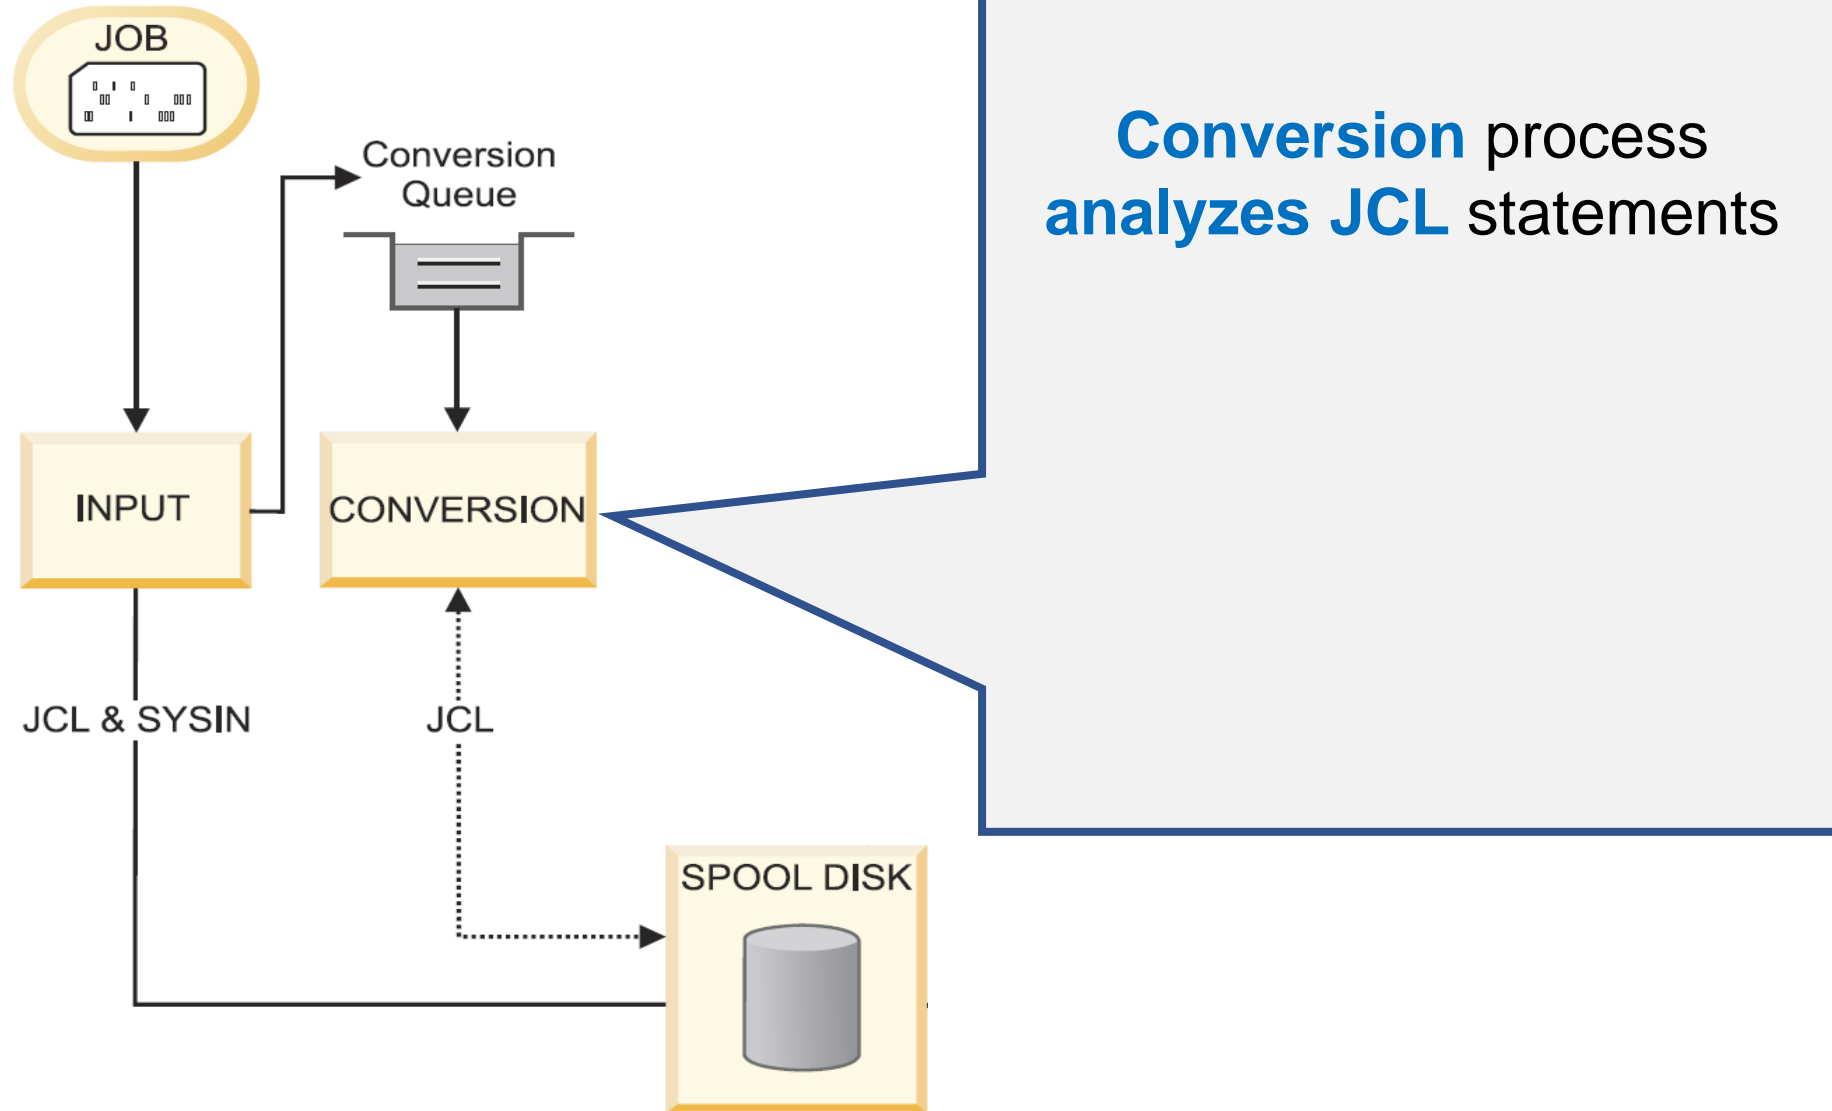 JOB
Conversion
Queue
INPUT
CONVERSION
JCL & SYSIN
JCL
SPOOL DISK
Conversion process
analyzes JCL statements